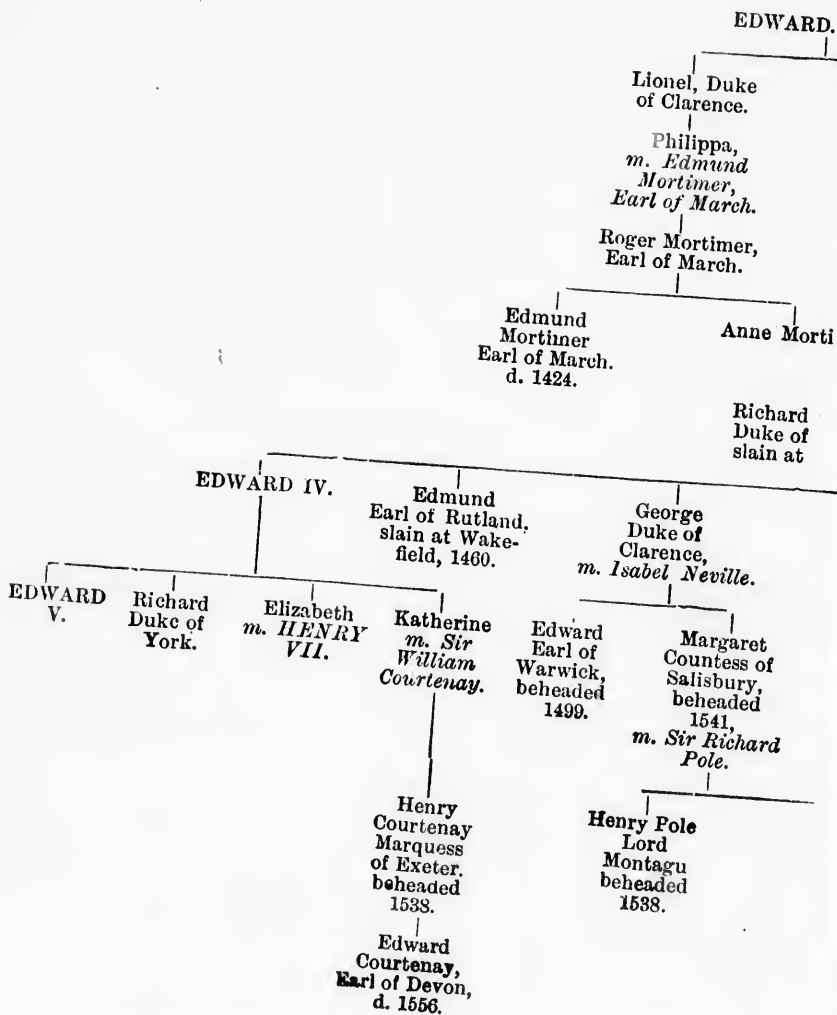 EDWARD.
Lionel, Duke
of Clarence.
Philippa,
m. Edmund
Mortimer,
Earl of March.
Roger Mortimer,
Earl of March.
Edmund
Mortimer
Earl of March.
d. 1424.
Anne Morti
Richard
Duke of
slain at
EDWARD IV.
Edmund
Earl of Rutland,
slain at Wake-
field, 1460.
George
Duke of
Clarence,
m. Isabel Neville.
EDWARD
V.
Richard
Duke of
York.
Elizabeth
m. HENRY
VII.
Katherine
m. Sir
William
Courtenay.
Edward
Earl of
Warwick,
beheaded
1499.
Margaret
Countess of
Salisbury,
beheaded
1541,
m. Sir Richard
Pole.
Henry
Courtenay
Marquess
of Exeter.
beheaded
1538.
Henry Pole
Lord
Montagu
beheaded
1538.
Edward
Courtenay,
Earl of Devon,
d. 1556.